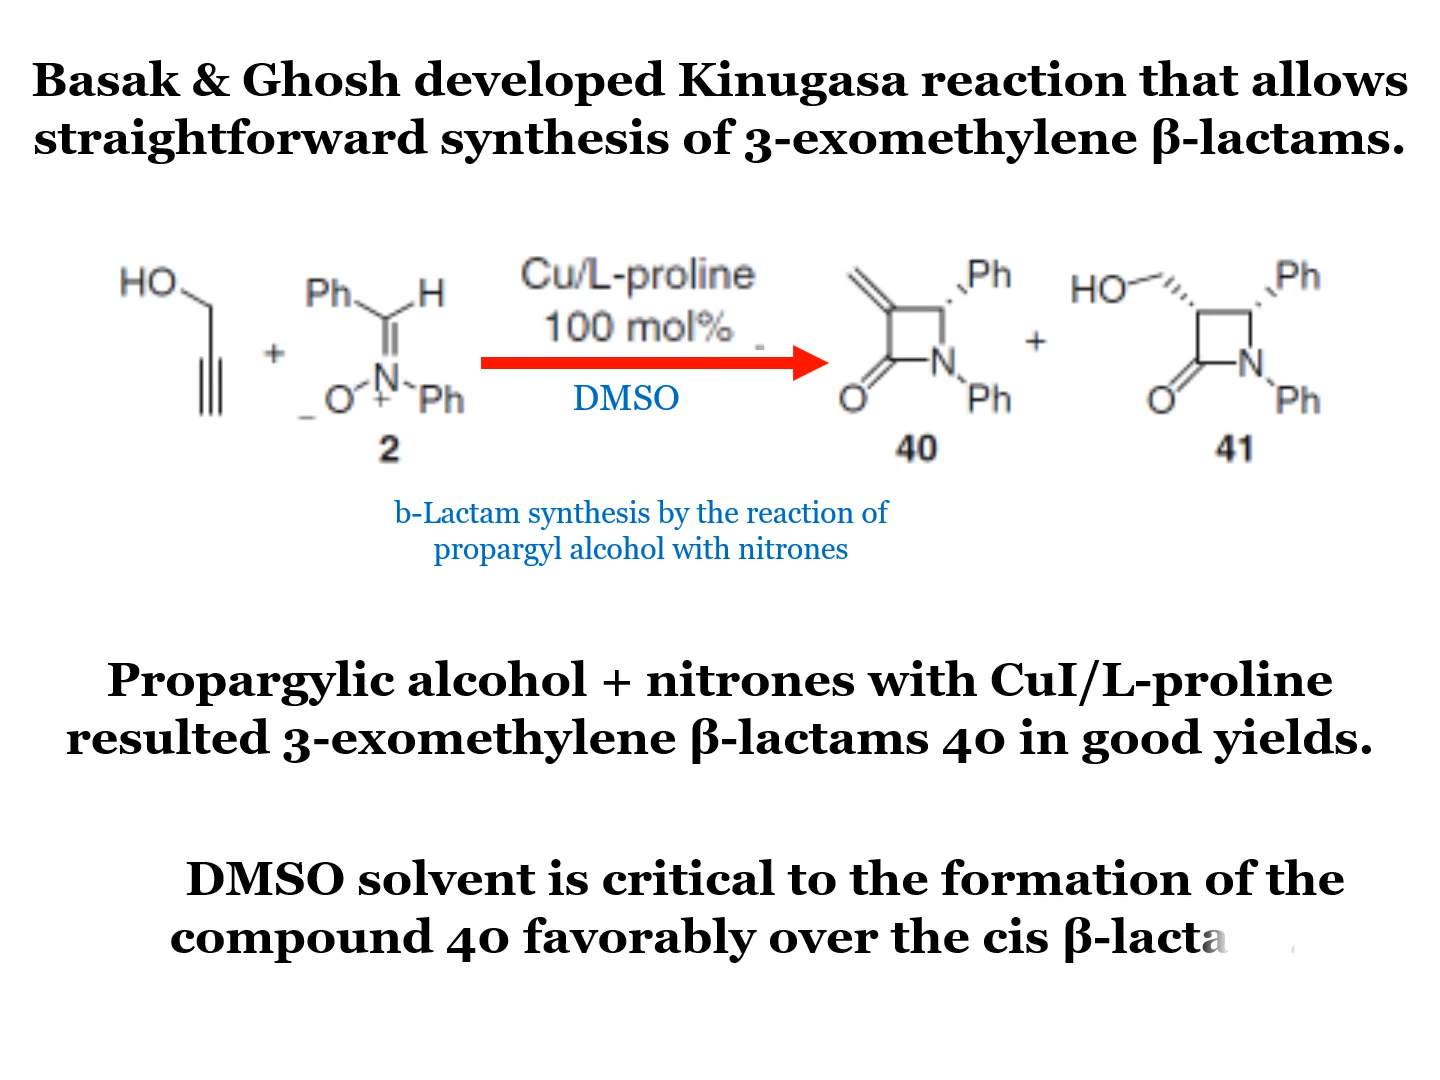 Basak & Ghosh developed Kinugasa reaction that allows
straightforward synthesis of 3-exomethylene β-lactams.
HO
+
Ph
H
N
+
O
−
Ph
2
Cu/L-proline
100 mol%
DMSO
Ph
N
O
Ph
40
+
HO
Ph
N
O
Ph
41
b-Lactam synthesis by the reaction of
propargyl alcohol with nitrones
Propargylic alcohol + nitrones with CuI/L-proline
resulted 3-exomethylene β-lactams 40 in good yields.
DMSO solvent is critical to the formation of the
compound 40 favorably over the cis β-lacta